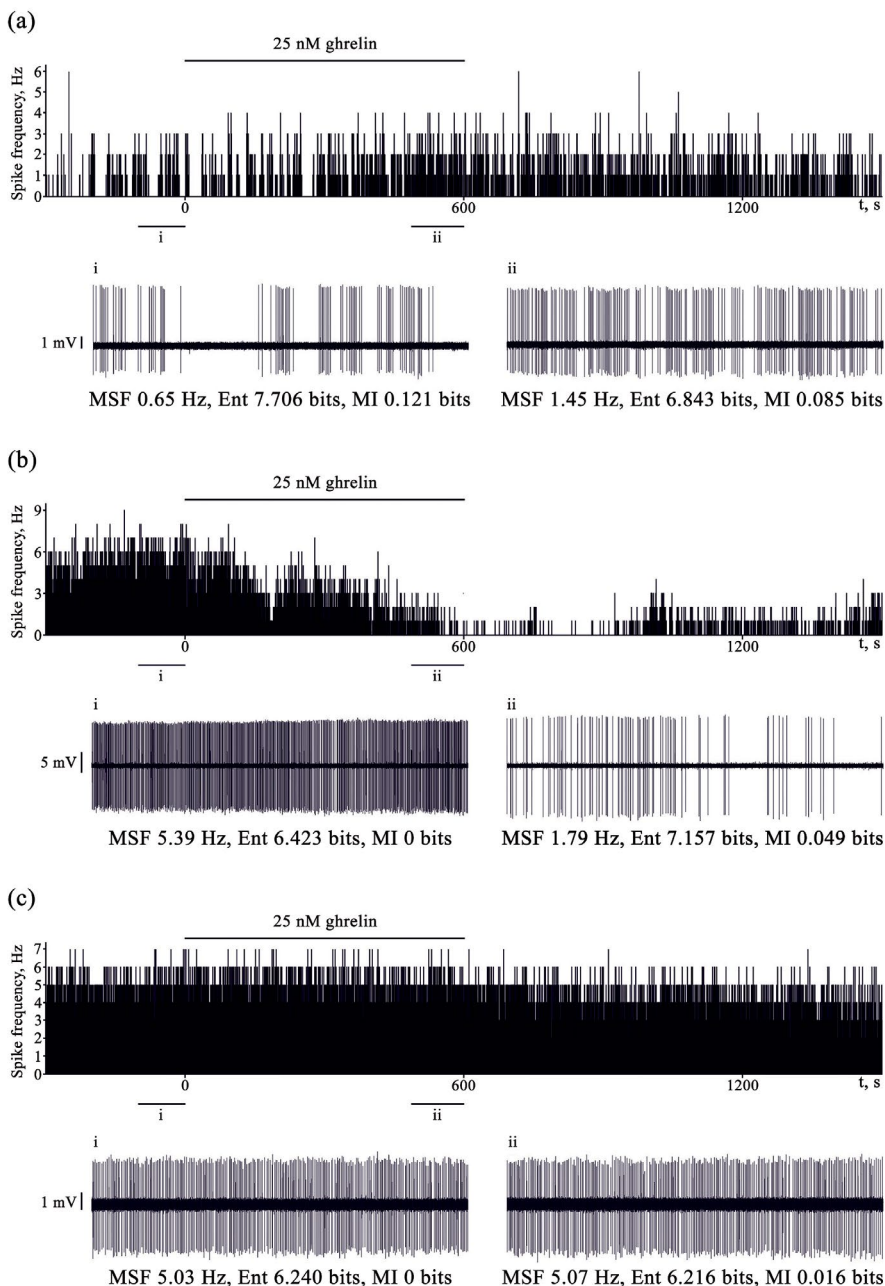 (a)
25 nM ghrelin
Spike frequency, Hz
6
5
4
3
2
1
0
0 600 1200 t, s
i ii
i ii
1 mV
MSF 0.65 Hz, Ent 7.706 bits, MI 0.121 bits MSF 1.45 Hz, Ent 6.843 bits, MI 0.085 bits
(b)
25 nM ghrelin
Spike frequency, Hz
9
6
3
0
0 600 1200 t, s
i ii
i ii
5 mV
MSF 5.39 Hz, Ent 6.423 bits, MI 0 bits MSF 1.79 Hz, Ent 7.157 bits, MI 0.049 bits
(c)
25 nM ghrelin
Spike frequency, Hz
7
6
5
4
3
2
1
0
0 600 1200 t, s
i ii
i ii
1 mV
MSF 5.03 Hz, Ent 6.240 bits, MI 0 bits MSF 5.07 Hz, Ent 6.216 bits, MI 0.016 bits